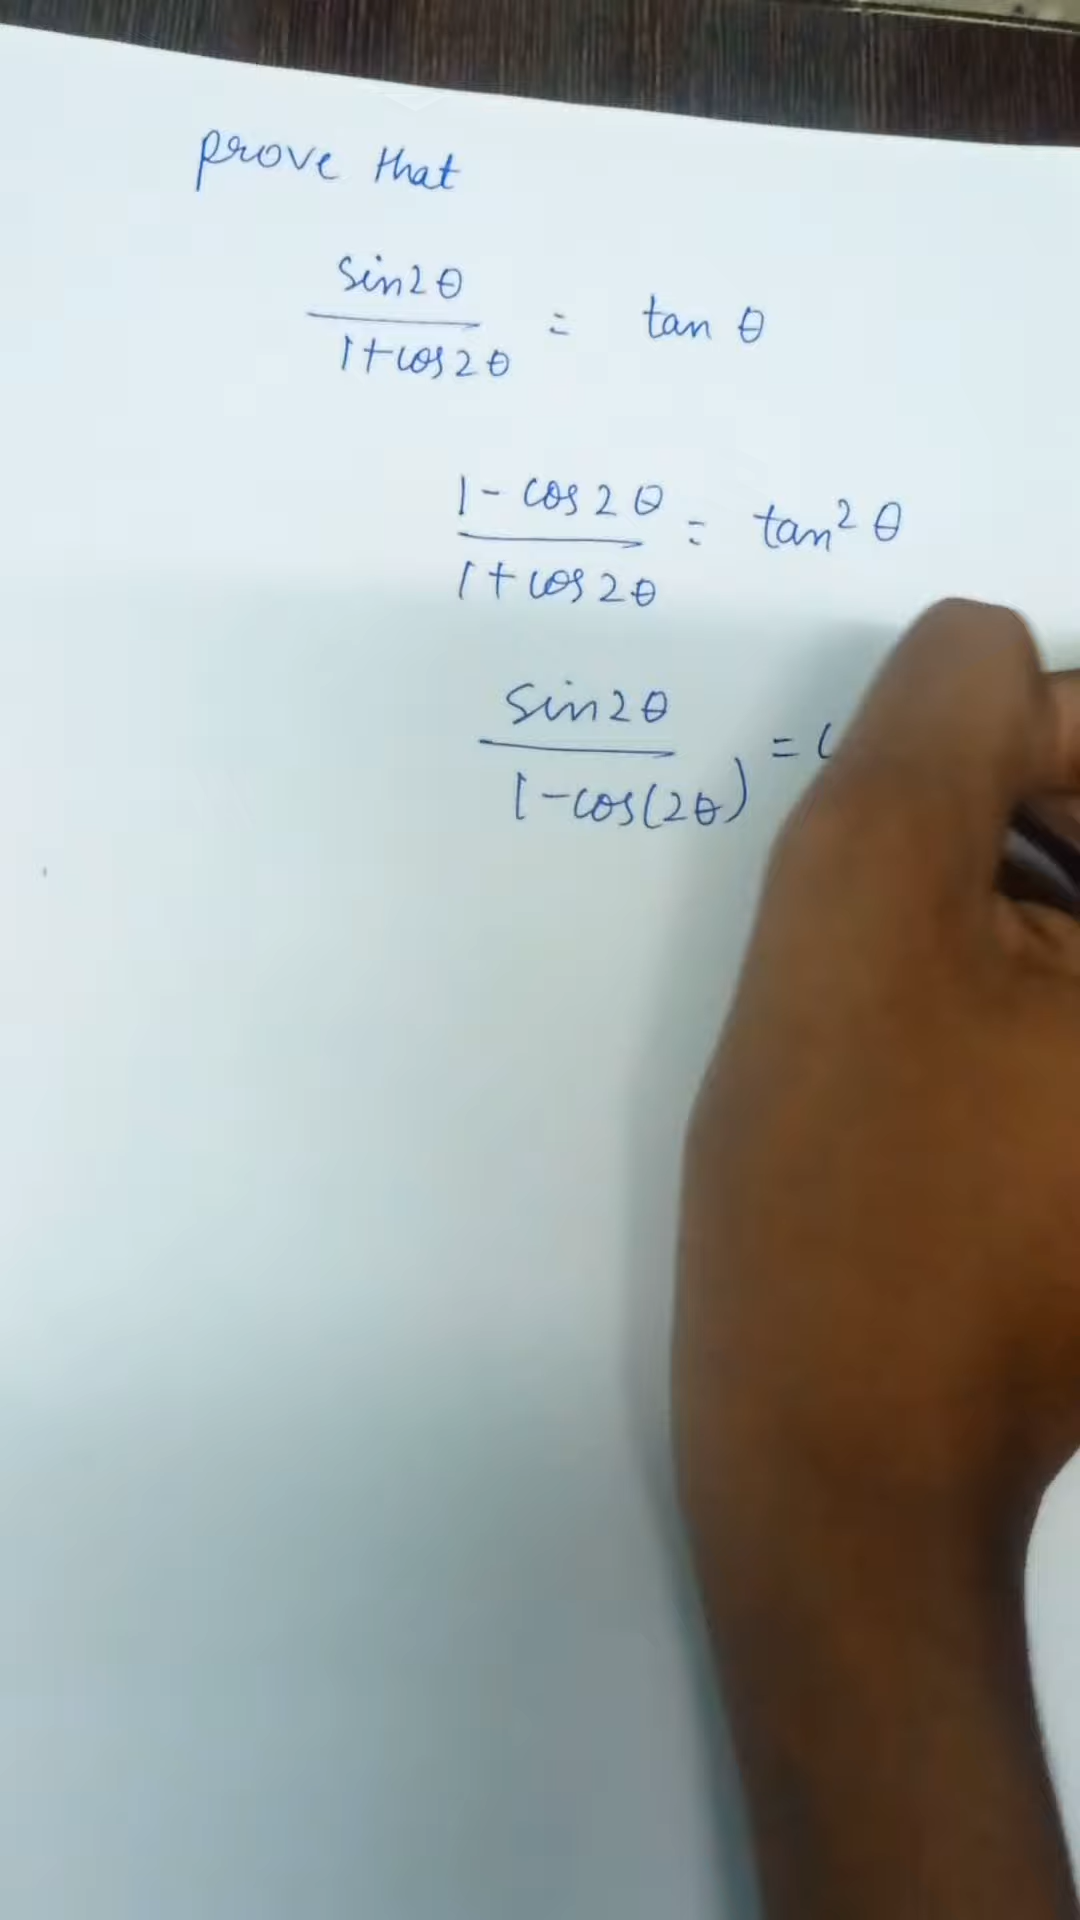 prove that
sin2θ
1+cos2θ
= tan θ
1 - cos 2θ
1 + cos 2θ
= tan² θ
sin2θ
1-cos(2θ)
=